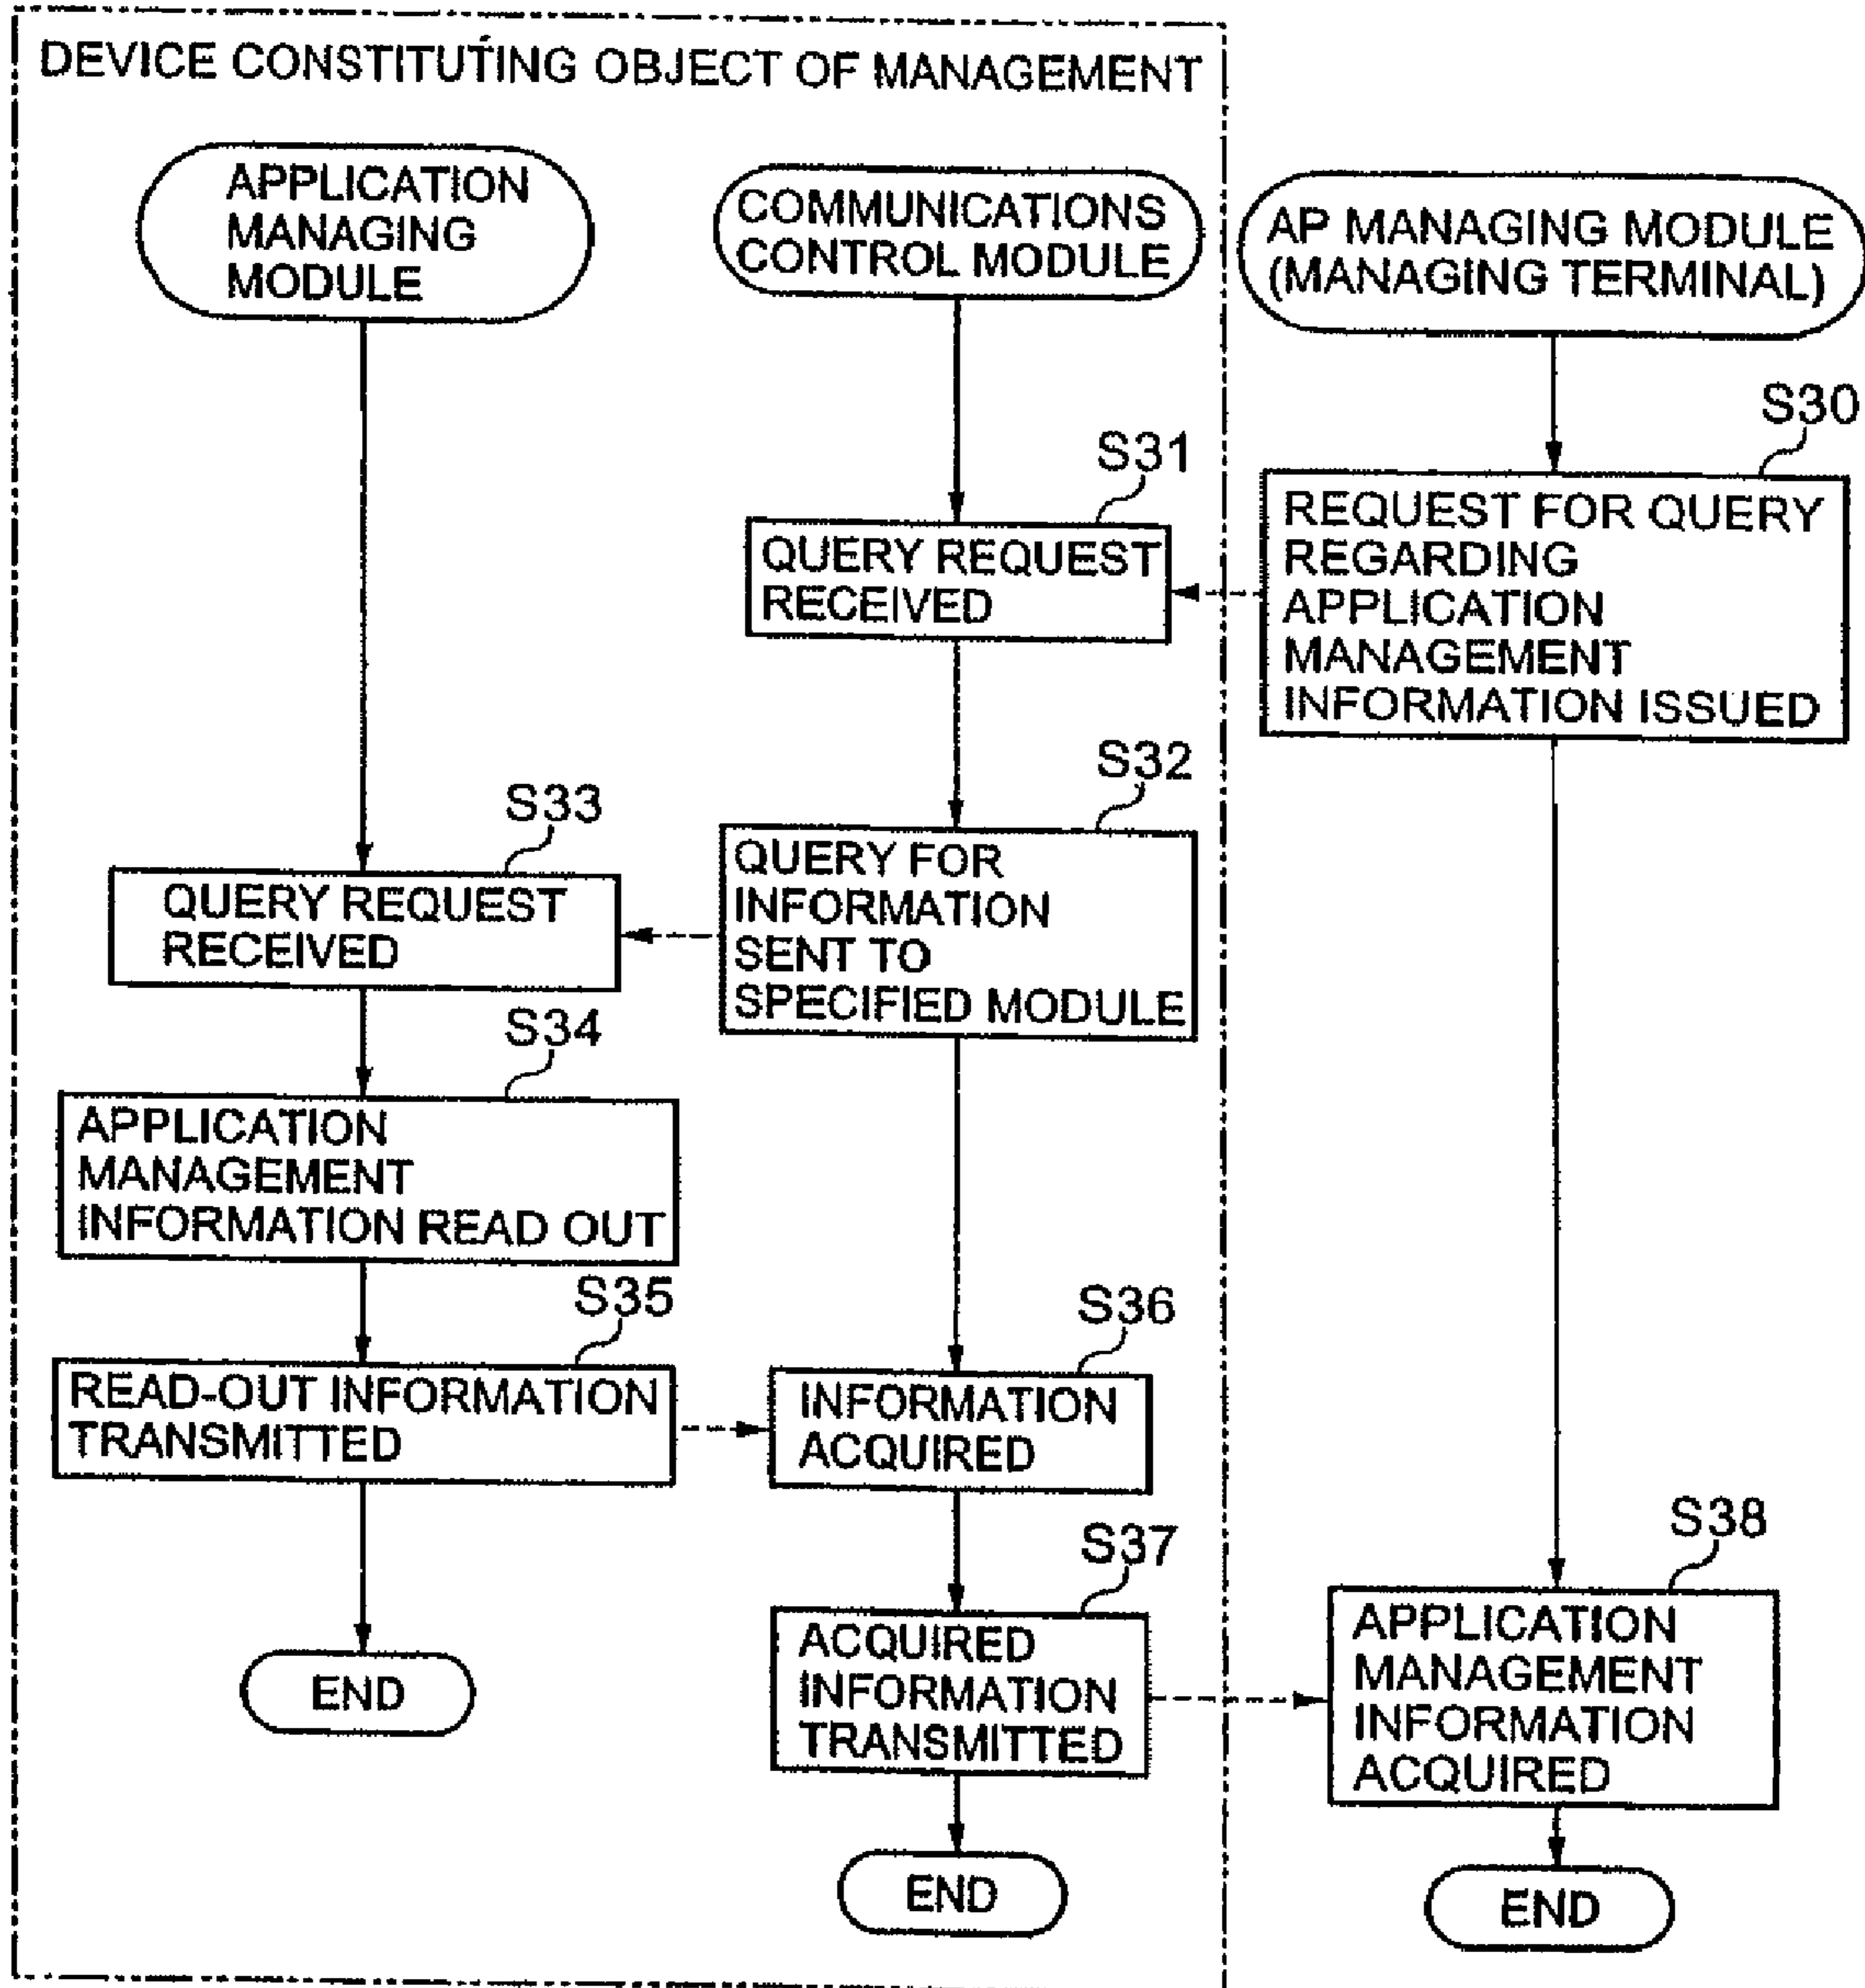 DEVICE CONSTITUTING OBJECT OF MANAGEMENT
APPLICATION
MANAGING
MODULE
COMMUNICATIONS
CONTROL MODULE
AP MANAGING MODULE
(MANAGING TERMINAL)
S30
REQUEST FOR QUERY
REGARDING
APPLICATION
MANAGEMENT
INFORMATION ISSUED
S31
QUERY REQUEST
RECEIVED
S32
QUERY FOR
INFORMATION
SENT TO
SPECIFIED MODULE
S33
QUERY REQUEST
RECEIVED
S34
APPLICATION
MANAGEMENT
INFORMATION READ OUT
S35
READ-OUT INFORMATION
TRANSMITTED
S36
INFORMATION
ACQUIRED
S37
ACQUIRED
INFORMATION
TRANSMITTED
S38
APPLICATION
MANAGEMENT
INFORMATION
ACQUIRED
END
END
END